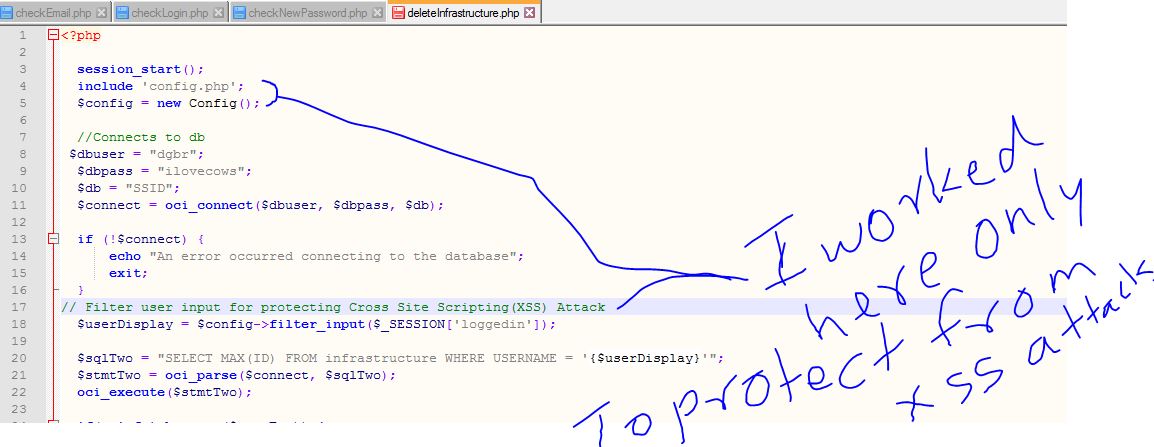 checkEmail.php checkLogin.php checkNewPassword.php deleteInfrastructure.php
1 <?php
2
3 session_start();
4 include 'config.php';
5 $config = new Config();
6
7 //Connects to db
8 $dbuser = "dgbr";
9 $dbpass = "ilovecows";
10 $db = "SSID";
11 $connect = oci_connect($dbuser, $dbpass, $db);
12
13 if (!$connect) {
14 echo "An error occurred connecting to the database";
15 exit;
16 }
17 // Filter user input for protecting Cross Site Scripting(XSS) Attack
18 $userDisplay = $config->filter_input($_SESSION['loggedin']);
19
20 $sqlTwo = "SELECT MAX(ID) FROM infrastructure WHERE USERNAME = '{$userDisplay}'";
21 $stmtTwo = oci_parse($connect, $sqlTwo);
22 oci_execute($stmtTwo);
23
I worked
here only
To protect from
xss attack